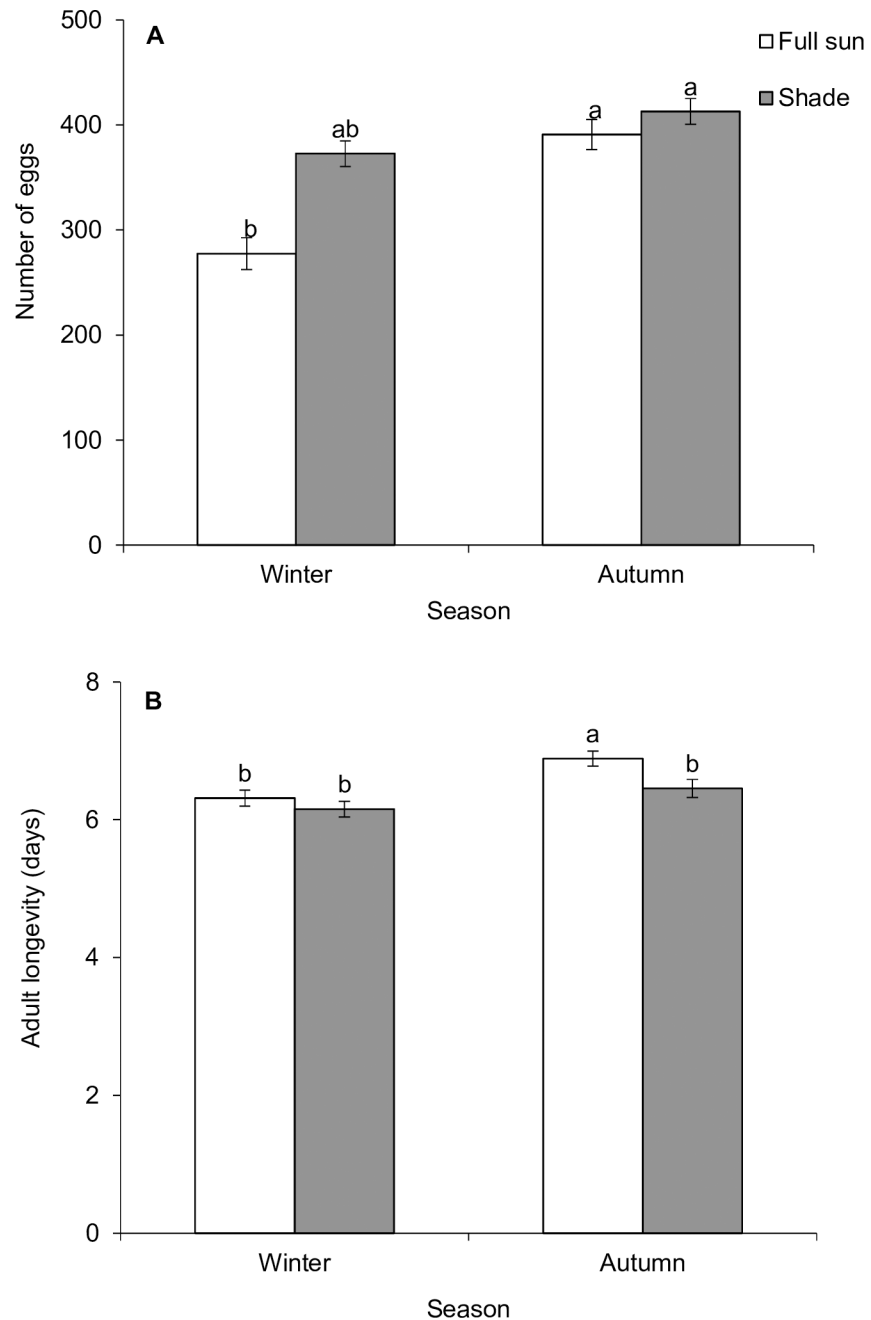 500
A
Full sun
a
Shade
400
a
ab
300
b
Number of eggs
200
100
0
Winter Autumn
Season
8
B
a
b
b
b
6
Adult longevity (days)
4
2
0
Winter Autumn
Season